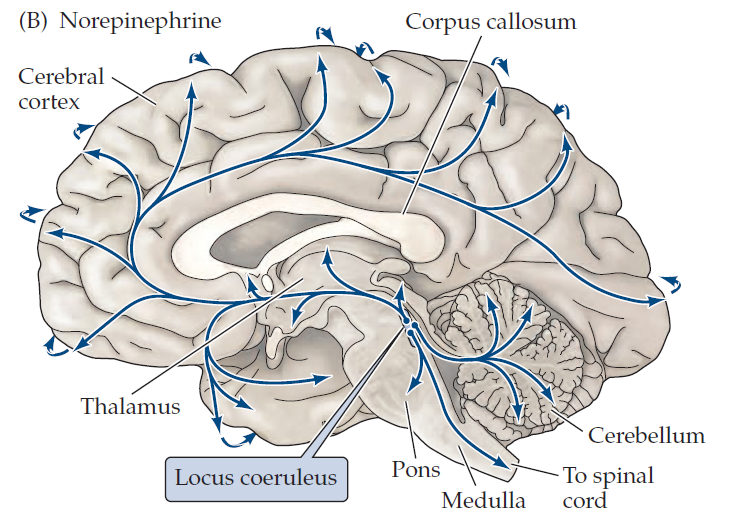 (B) Norepinephrine
Corpus callosum
Cerebral
cortex
Thalamus
Cerebellum
Locus coeruleus
Pons
To spinal
cord
Medulla